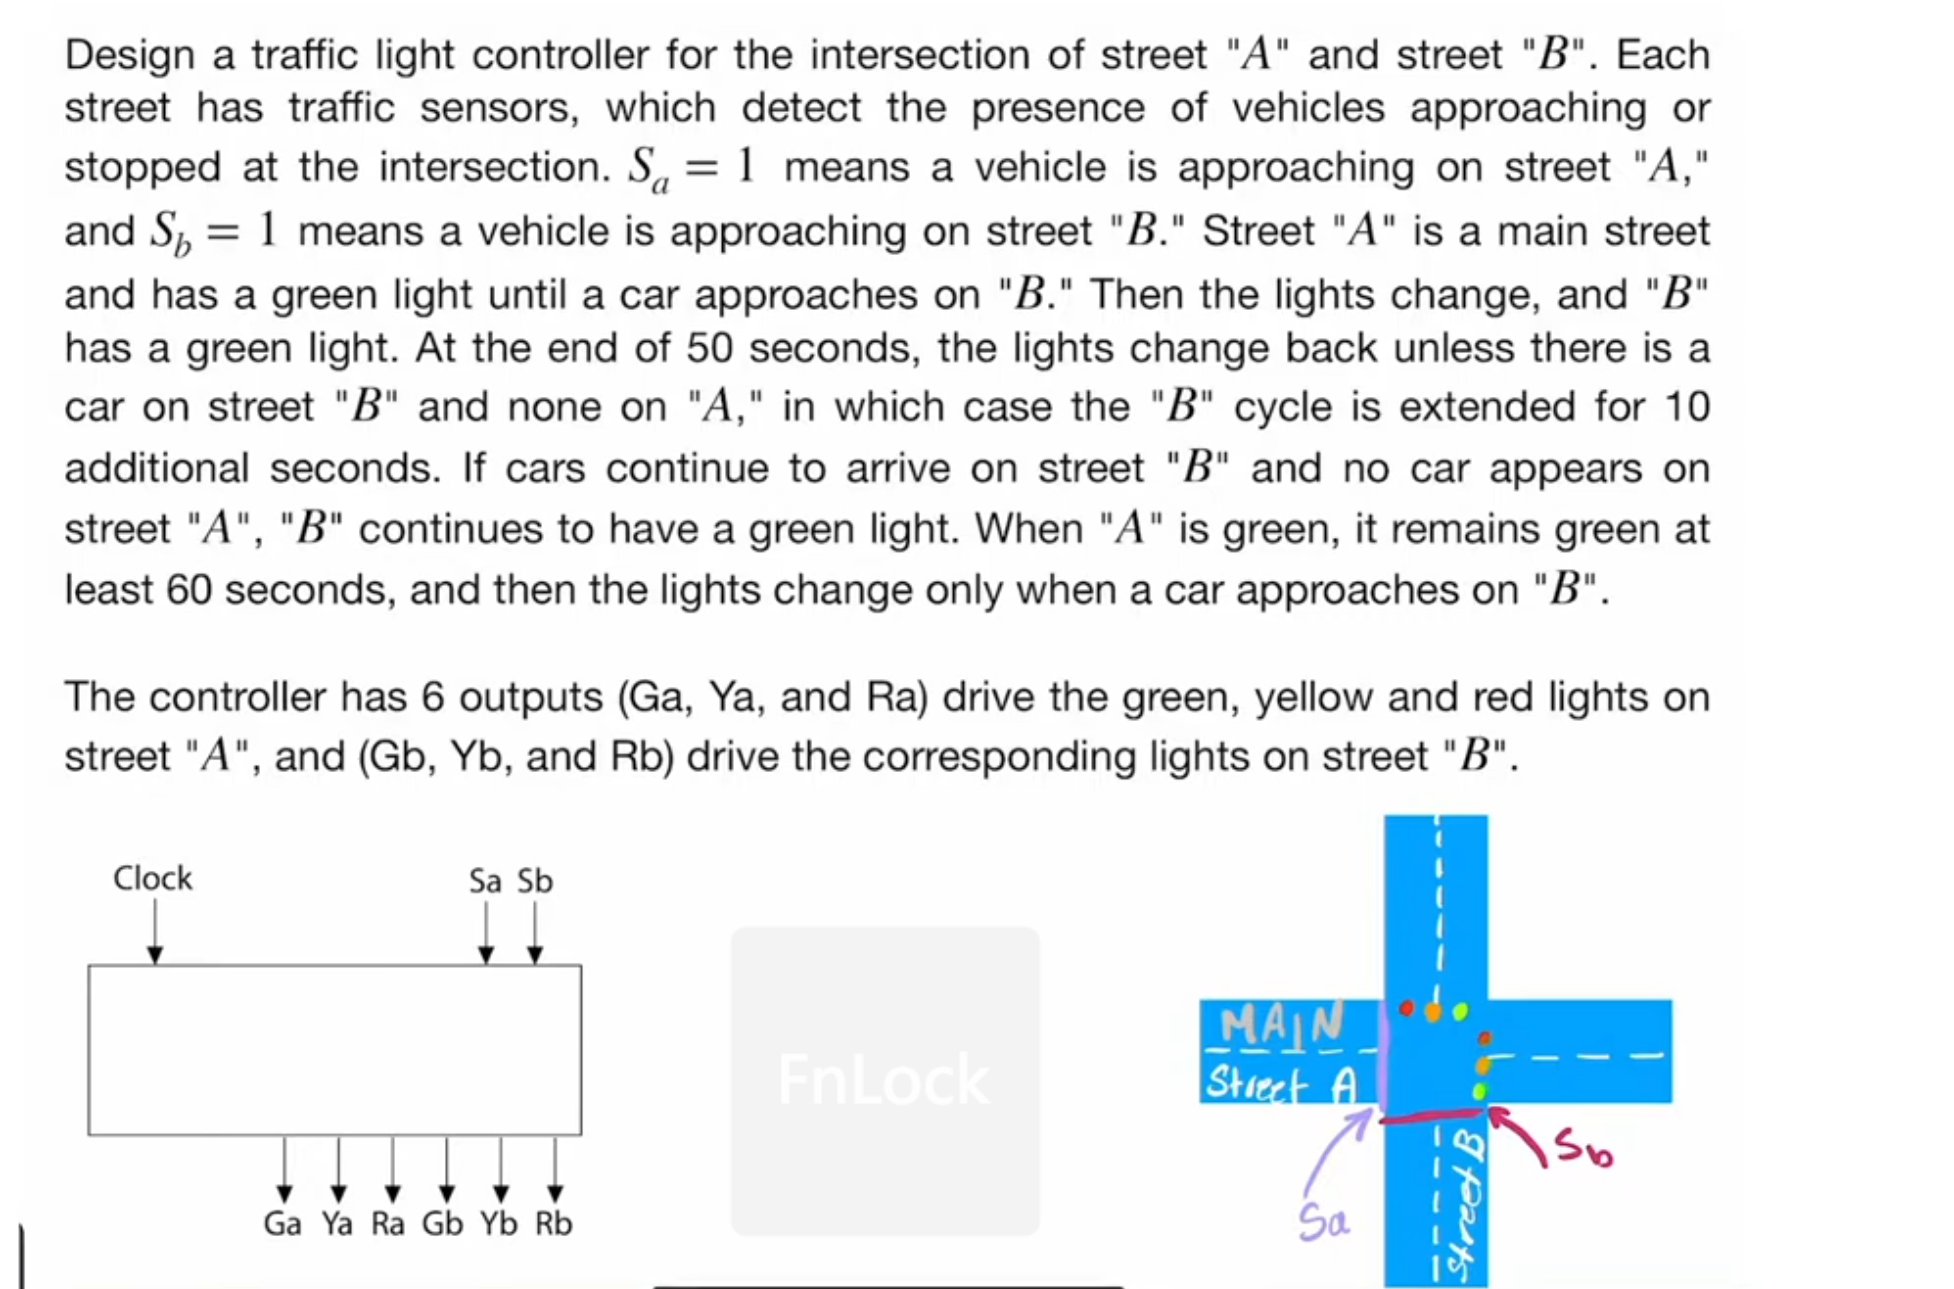 Design a traffic light controller for the intersection of street "A" and street "B". Each
street has traffic sensors, which detect the presence of vehicles approaching or
stopped at the intersection. Sₐ = 1 means a vehicle is approaching on street "A,"
and S_b = 1 means a vehicle is approaching on street "B." Street "A" is a main street
and has a green light until a car approaches on "B." Then the lights change, and "B"
has a green light. At the end of 50 seconds, the lights change back unless there is a
car on street "B" and none on "A," in which case the "B" cycle is extended for 10
additional seconds. If cars continue to arrive on street "B" and no car appears on
street "A", "B" continues to have a green light. When "A" is green, it remains green at
least 60 seconds, and then the lights change only when a car approaches on "B".
The controller has 6 outputs (Ga, Ya, and Ra) drive the green, yellow and red lights on
street "A", and (Gb, Yb, and Rb) drive the corresponding lights on street "B".
Clock
Sa Sb
Ga Ya Ra Gb Yb Rb
FnLock
MAIN
Street A
Street B
Sa
Sb